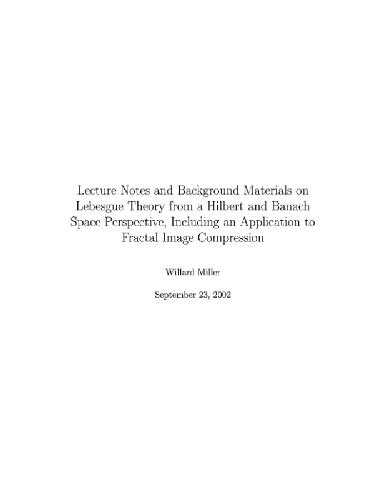 Lecture Notes and Background Materials on
Lebesgue Theory from a Hilbert and Banach
Space Perspective, Including an Application to
Fractal Image Compression
Willard Miller
September 23, 2002